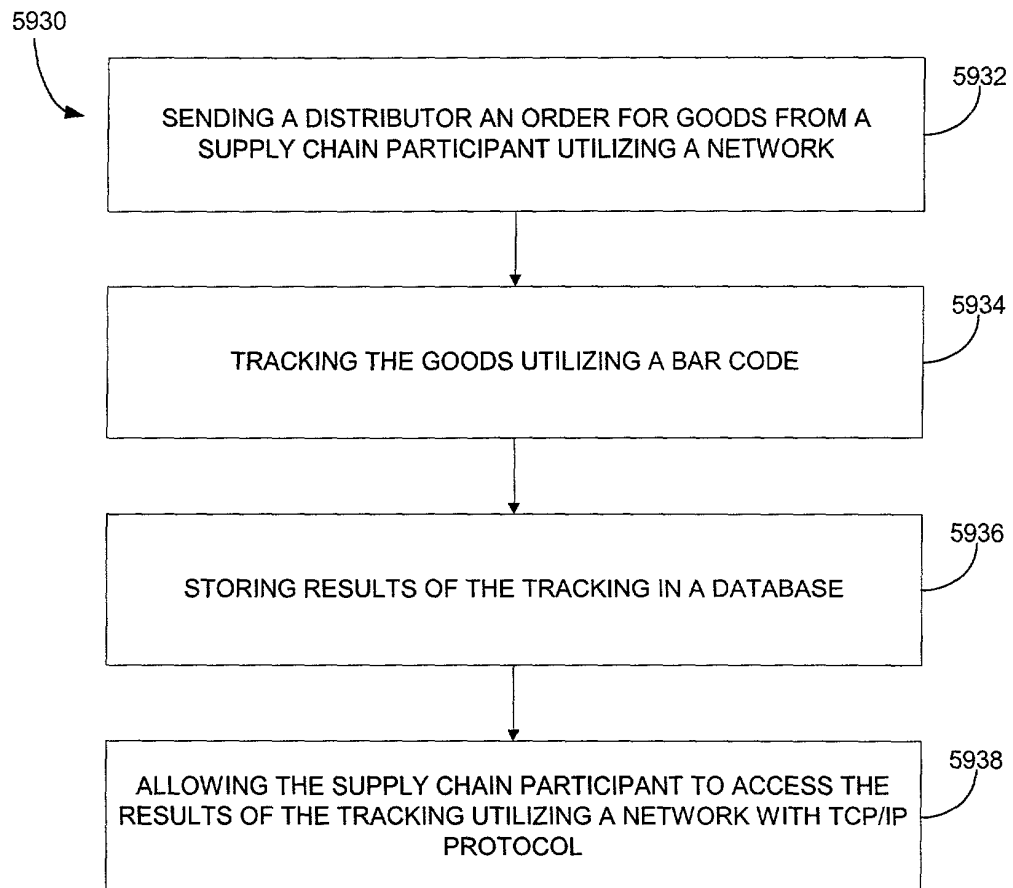 5930
5932
SENDING A DISTRIBUTOR AN ORDER FOR GOODS FROM A
SUPPLY CHAIN PARTICIPANT UTILIZING A NETWORK
5934
TRACKING THE GOODS UTILIZING A BAR CODE
5936
STORING RESULTS OF THE TRACKING IN A DATABASE
5938
ALLOWING THE SUPPLY CHAIN PARTICIPANT TO ACCESS THE
RESULTS OF THE TRACKING UTILIZING A NETWORK WITH TCP/IP
PROTOCOL